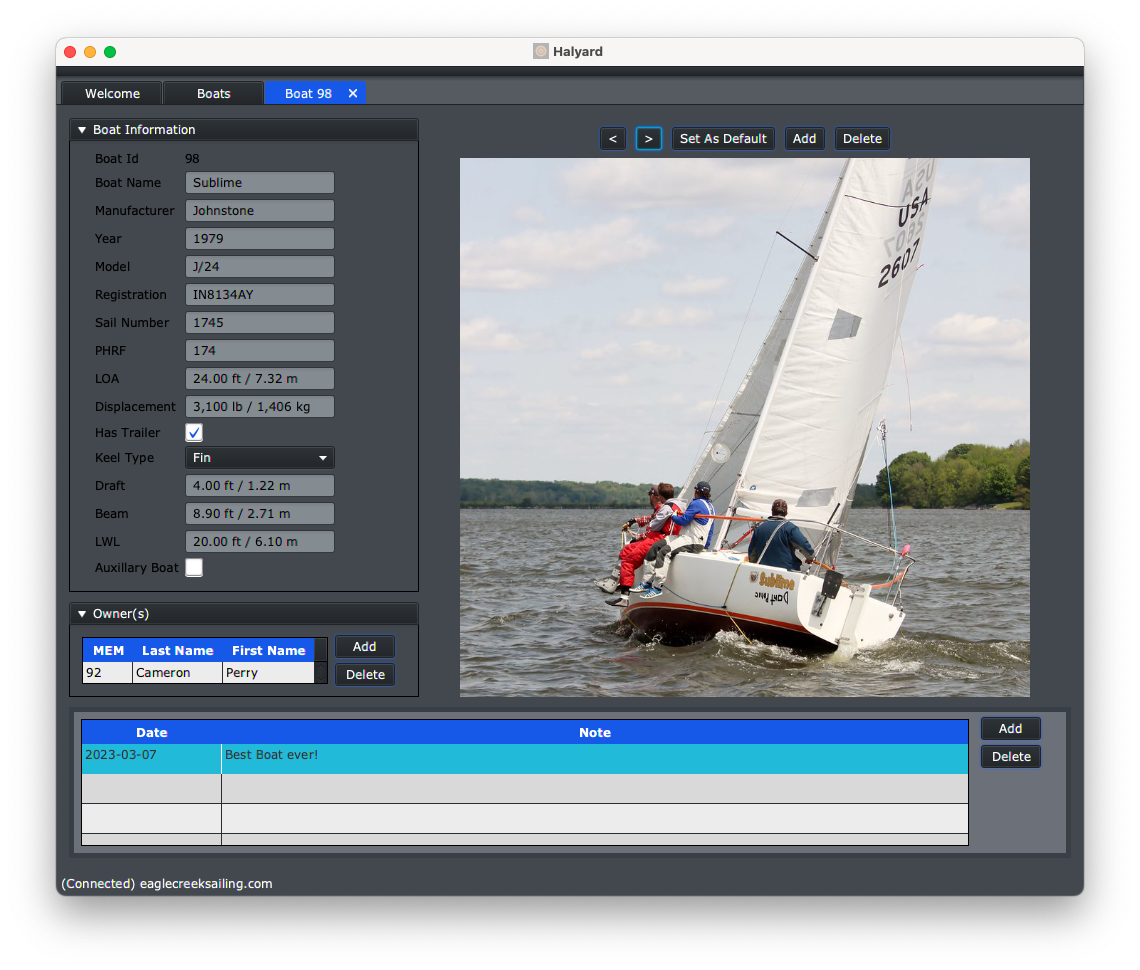 Halyard
Welcome Boats Boat 98 ✕
▼ Boat Information
Boat Id 98
Boat Name Sublime
Manufacturer Johnstone
Year 1979
Model J/24
Registration IN8134AY
Sail Number 1745
PHRF 174
LOA 24.00 ft / 7.32 m
Displacement 3,100 lb / 1,406 kg
Has Trailer
Keel Type Fin
Draft 4.00 ft / 1.22 m
Beam 8.90 ft / 2.71 m
LWL 20.00 ft / 6.10 m
Auxillary Boat
▼ Owner(s)
MEM Last Name First Name
92 Cameron Perry
Add
Delete
< > Set As Default Add Delete
USA
2607
USA
2607
Sublime
Date Note
2023-03-07 Best Boat ever!
Add
Delete
(Connected) eaglecreeksailing.com